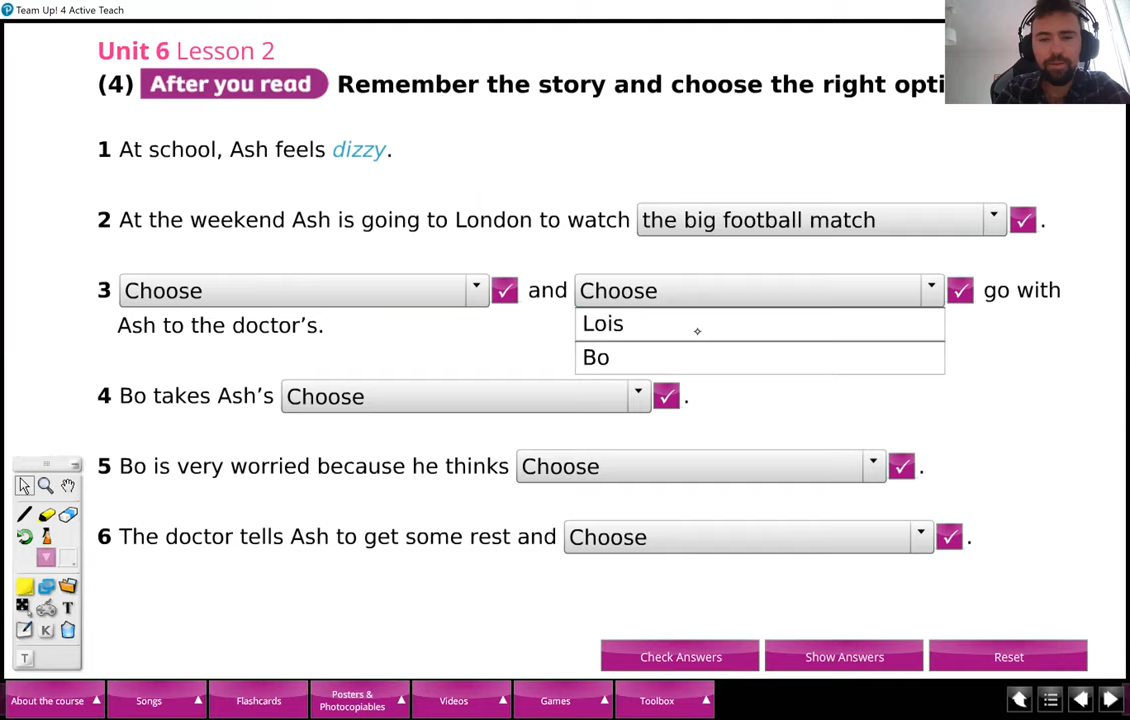 Team Up! 4 Active Teach
Unit 6 Lesson 2
(4) After you read Remember the story and choose the right opti
1 At school, Ash feels dizzy.
2 At the weekend Ash is going to London to watch the big football match .
3 Choose and Choose go with
Lois
Ash to the doctor's.
Bo
4 Bo takes Ash's Choose .
5 Bo is very worried because he thinks Choose .
6 The doctor tells Ash to get some rest and Choose .
T
K
T
Check Answers Show Answers Reset
About the course Songs Flashcards Posters & Photocopiables Videos Games Toolbox